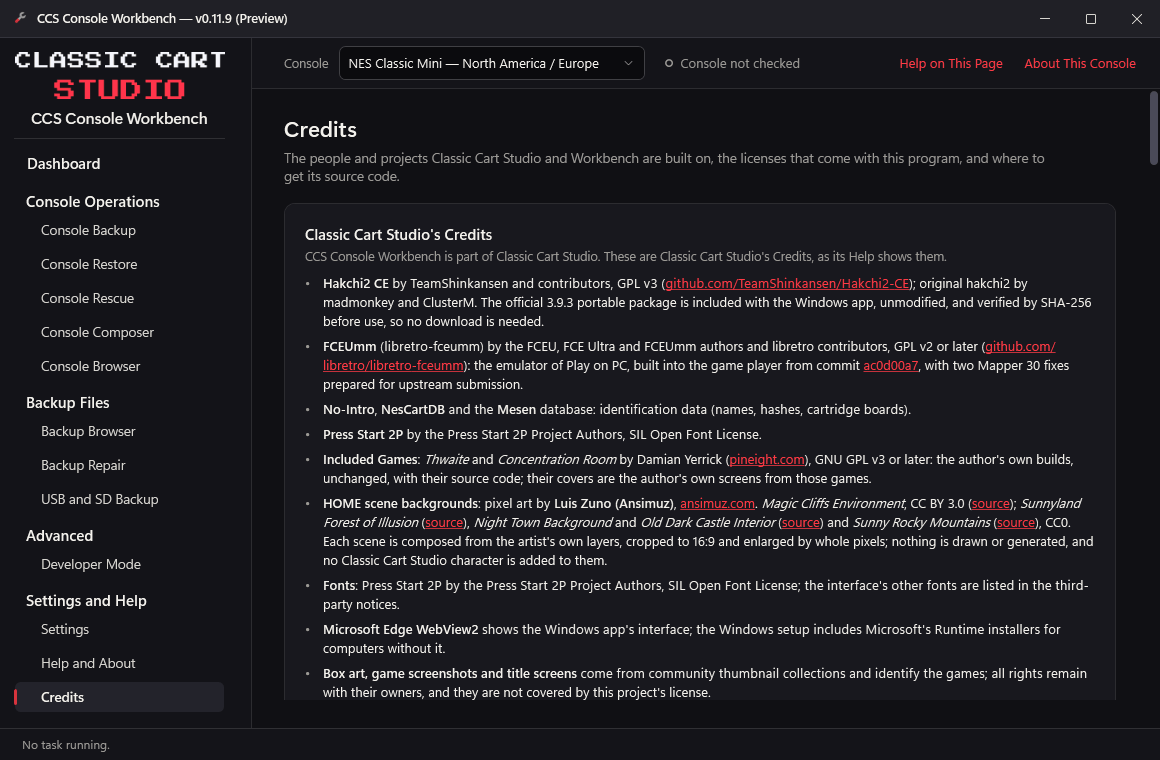 CCS Console Workbench — v0.11.9 (Preview)
CLASSIC CART
STUDIO
CCS Console Workbench
Dashboard
Console Operations
Console Backup
Console Restore
Console Rescue
Console Composer
Console Browser
Backup Files
Backup Browser
Backup Repair
USB and SD Backup
Advanced
Developer Mode
Settings and Help
Settings
Help and About
Credits
Console
NES Classic Mini — North America / Europe
Console not checked
Help on This Page
About This Console
Credits
The people and projects Classic Cart Studio and Workbench are built on, the licenses that come with this program, and where to
get its source code.
Classic Cart Studio's Credits
CCS Console Workbench is part of Classic Cart Studio. These are Classic Cart Studio's Credits, as its Help shows them.
• Hakchi2 CE by TeamShinkansen and contributors, GPL v3 (github.com/TeamShinkansen/Hakchi2-CE); original hakchi2 by
madmonkey and ClusterM. The official 3.9.3 portable package is included with the Windows app, unmodified, and verified by SHA-256
before use, so no download is needed.
• FCEUmm (libretro-fceumm) by the FCEU, FCE Ultra and FCEUmm authors and libretro contributors, GPL v2 or later (github.com/
libretro/libretro-fceumm): the emulator of Play on PC, built into the game player from commit ac0d00a7, with two Mapper 30 fixes
prepared for upstream submission.
• No-Intro, NesCartDB and the Mesen database: identification data (names, hashes, cartridge boards).
• Press Start 2P by the Press Start 2P Project Authors, SIL Open Font License.
• Included Games: Thwaite and Concentration Room by Damian Yerrick (pineight.com), GNU GPL v3 or later: the author's own builds,
unchanged, with their source code; their covers are the author's own screens from those games.
• HOME scene backgrounds: pixel art by Luis Zuno (Ansimuz), ansimuz.com. Magic Cliffs Environment, CC BY 3.0 (source); Sunnyland
Forest of Illusion (source), Night Town Background and Old Dark Castle Interior (source) and Sunny Rocky Mountains (source), CC0.
Each scene is composed from the artist's own layers, cropped to 16:9 and enlarged by whole pixels; nothing is drawn or generated, and
no Classic Cart Studio character is added to them.
• Fonts: Press Start 2P by the Press Start 2P Project Authors, SIL Open Font License; the interface's other fonts are listed in the third-
party notices.
• Microsoft Edge WebView2 shows the Windows app's interface; the Windows setup includes Microsoft's Runtime installers for
computers without it.
• Box art, game screenshots and title screens come from community thumbnail collections and identify the games; all rights remain
with their owners, and they are not covered by this project's license.
No task running.